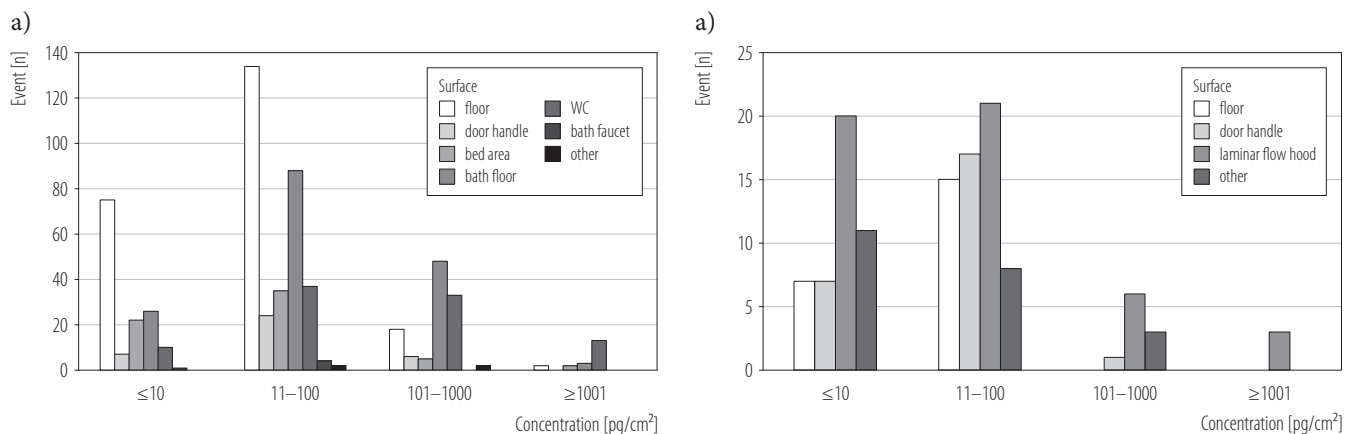 a)
Event [n]
140
120
100
80
60
40
20
0
Surface
floor
door handle
bed area
bath floor
WC
bath faucet
other
≤10
11–100
101–1000
≥1001
Concentration [pg/cm²]
a)
Event [n]
25
20
15
10
5
0
Surface
floor
door handle
laminar flow hood
other
≤10
11–100
101–1000
≥1001
Concentration [pg/cm²]